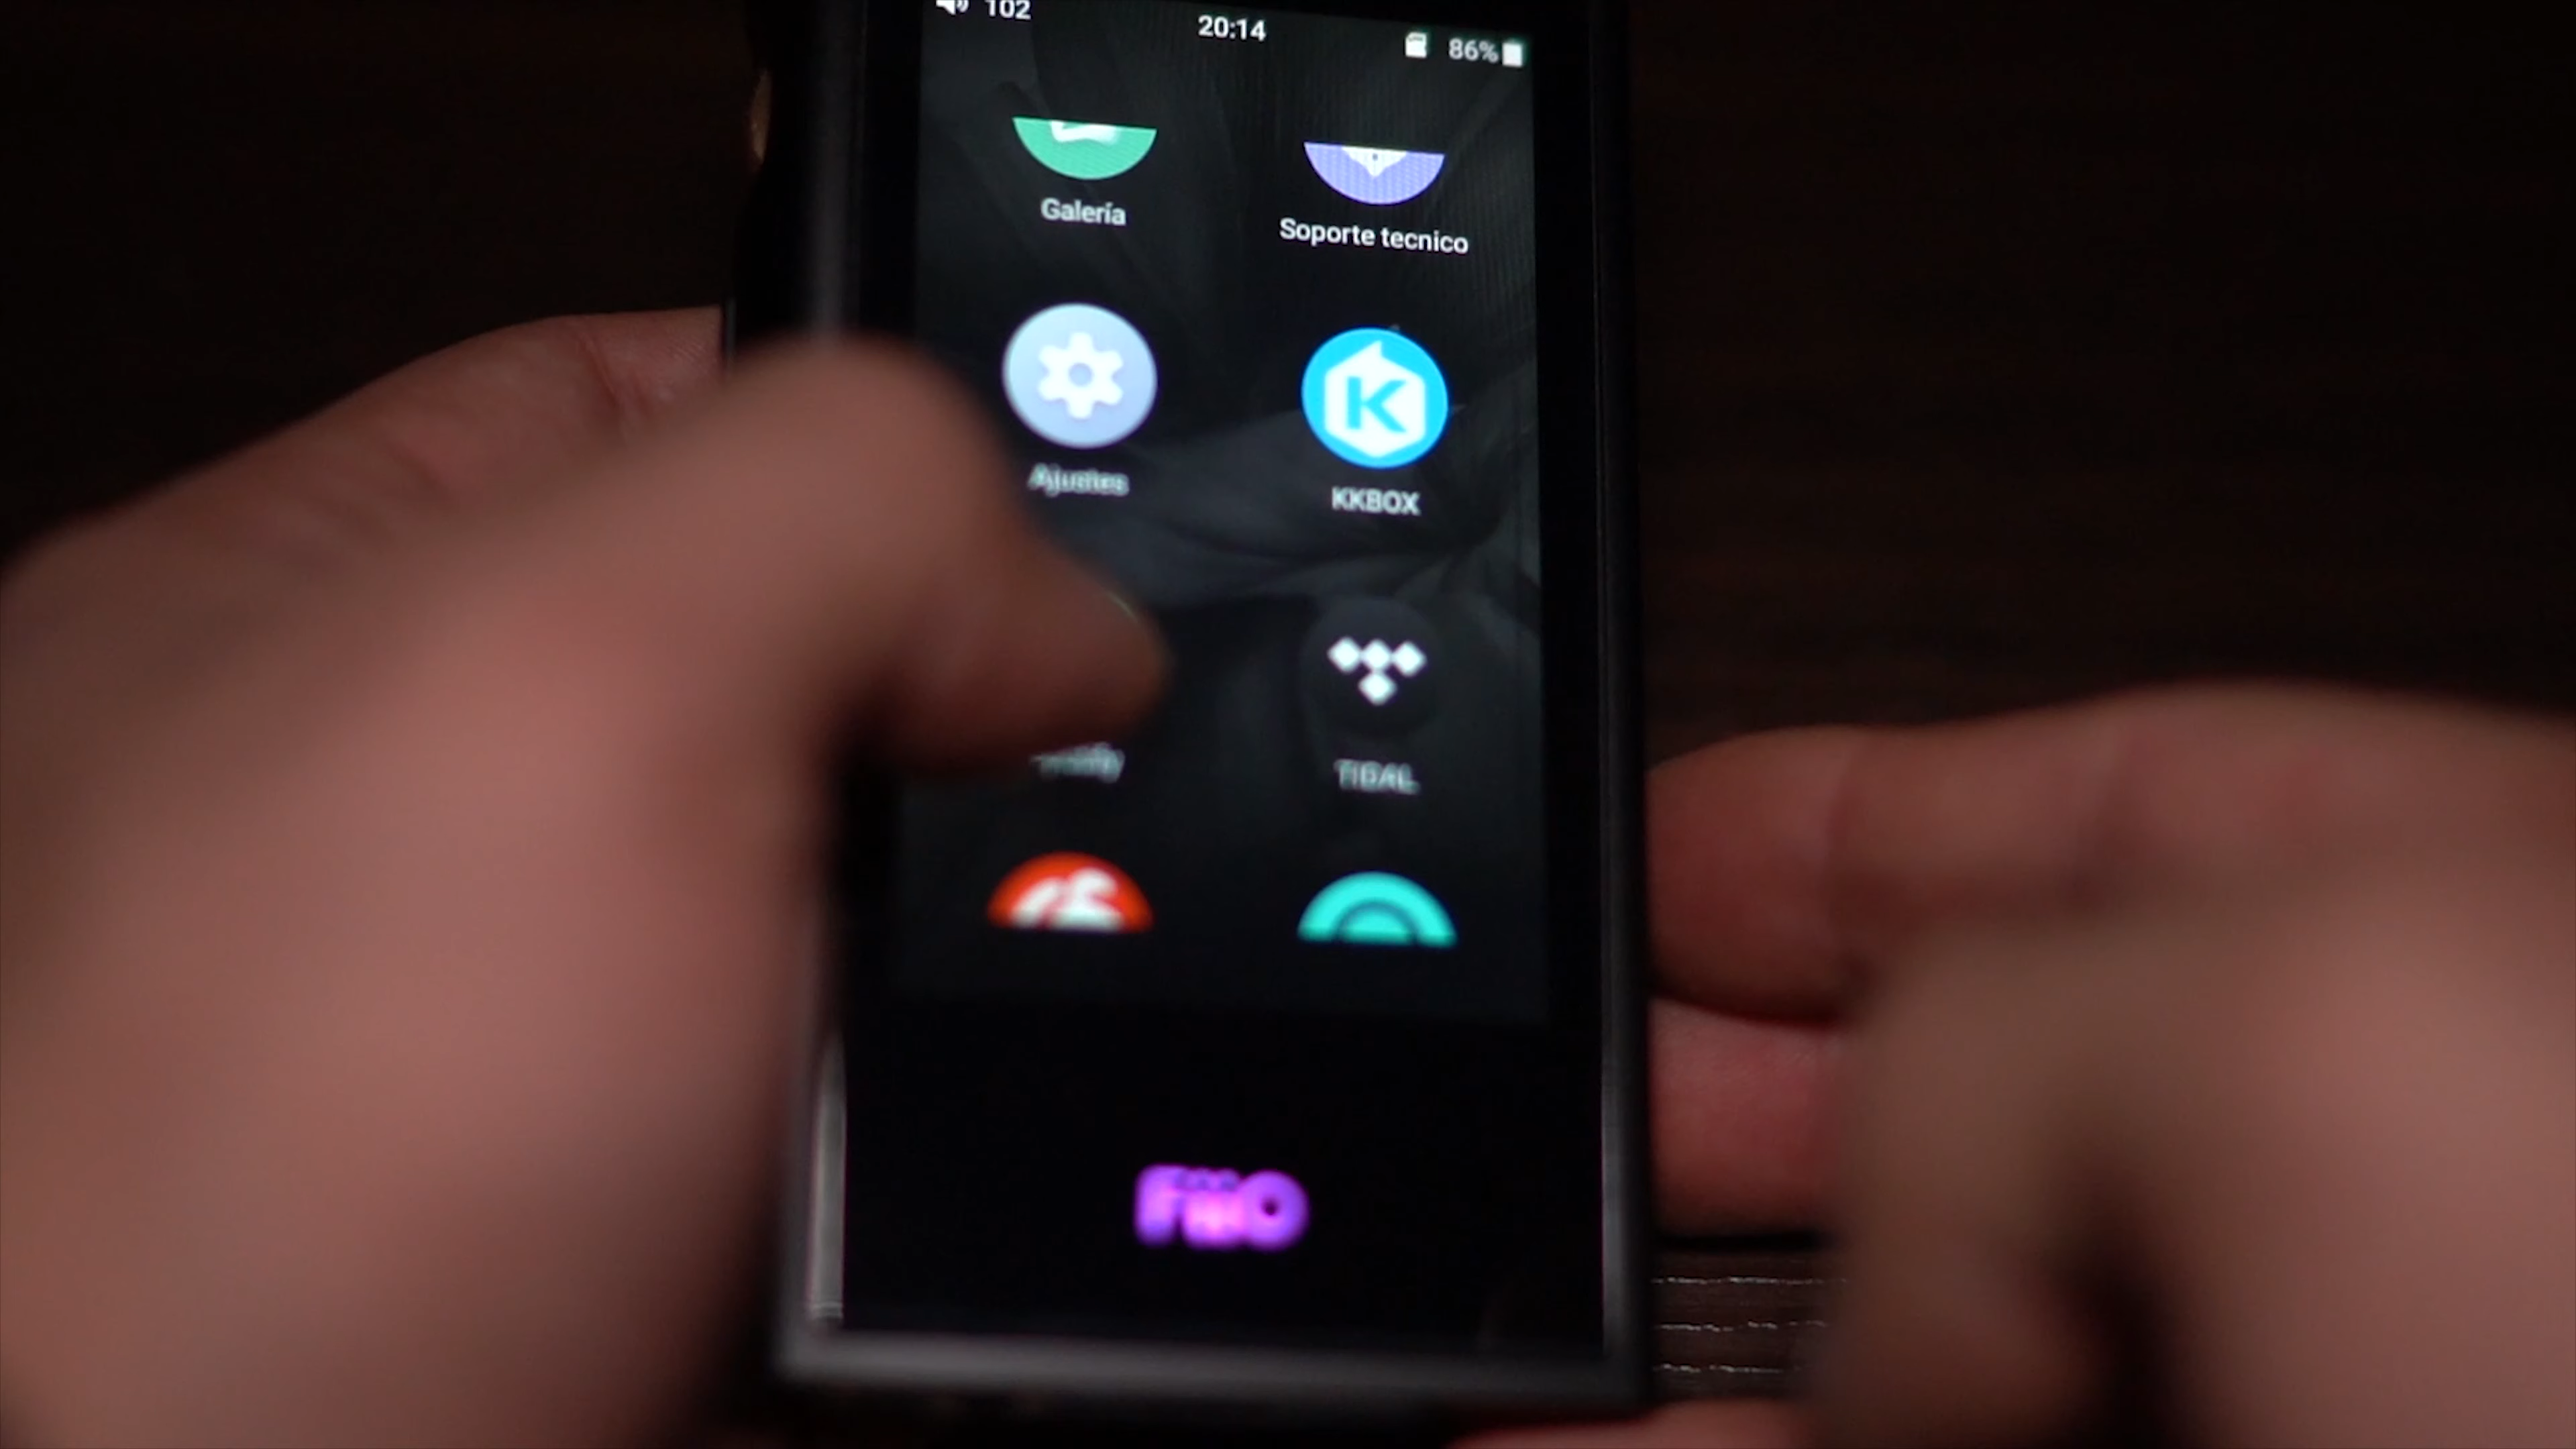 102
20:14
86%
Galería
Soporte tecnico
Ajustes
K
KKBOX
TIDAL
FiiO